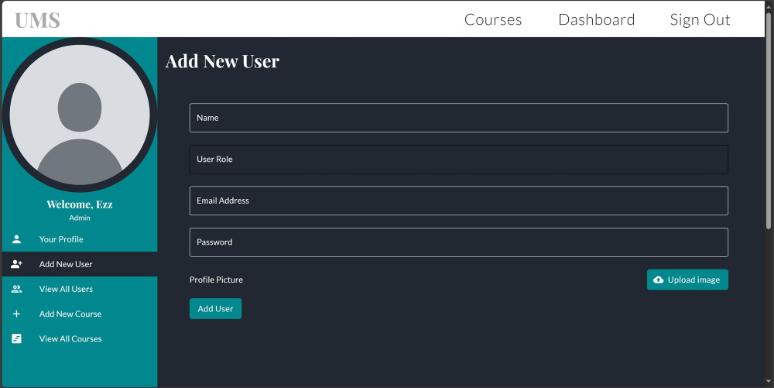 UMS
Courses
Dashboard
Sign Out
Welcome, Ezz
Admin
Your Profile
Add New User
View All Users
Add New Course
View All Courses
Add New User
Name
User Role
Email Address
Password
Profile Picture
Upload image
Add User